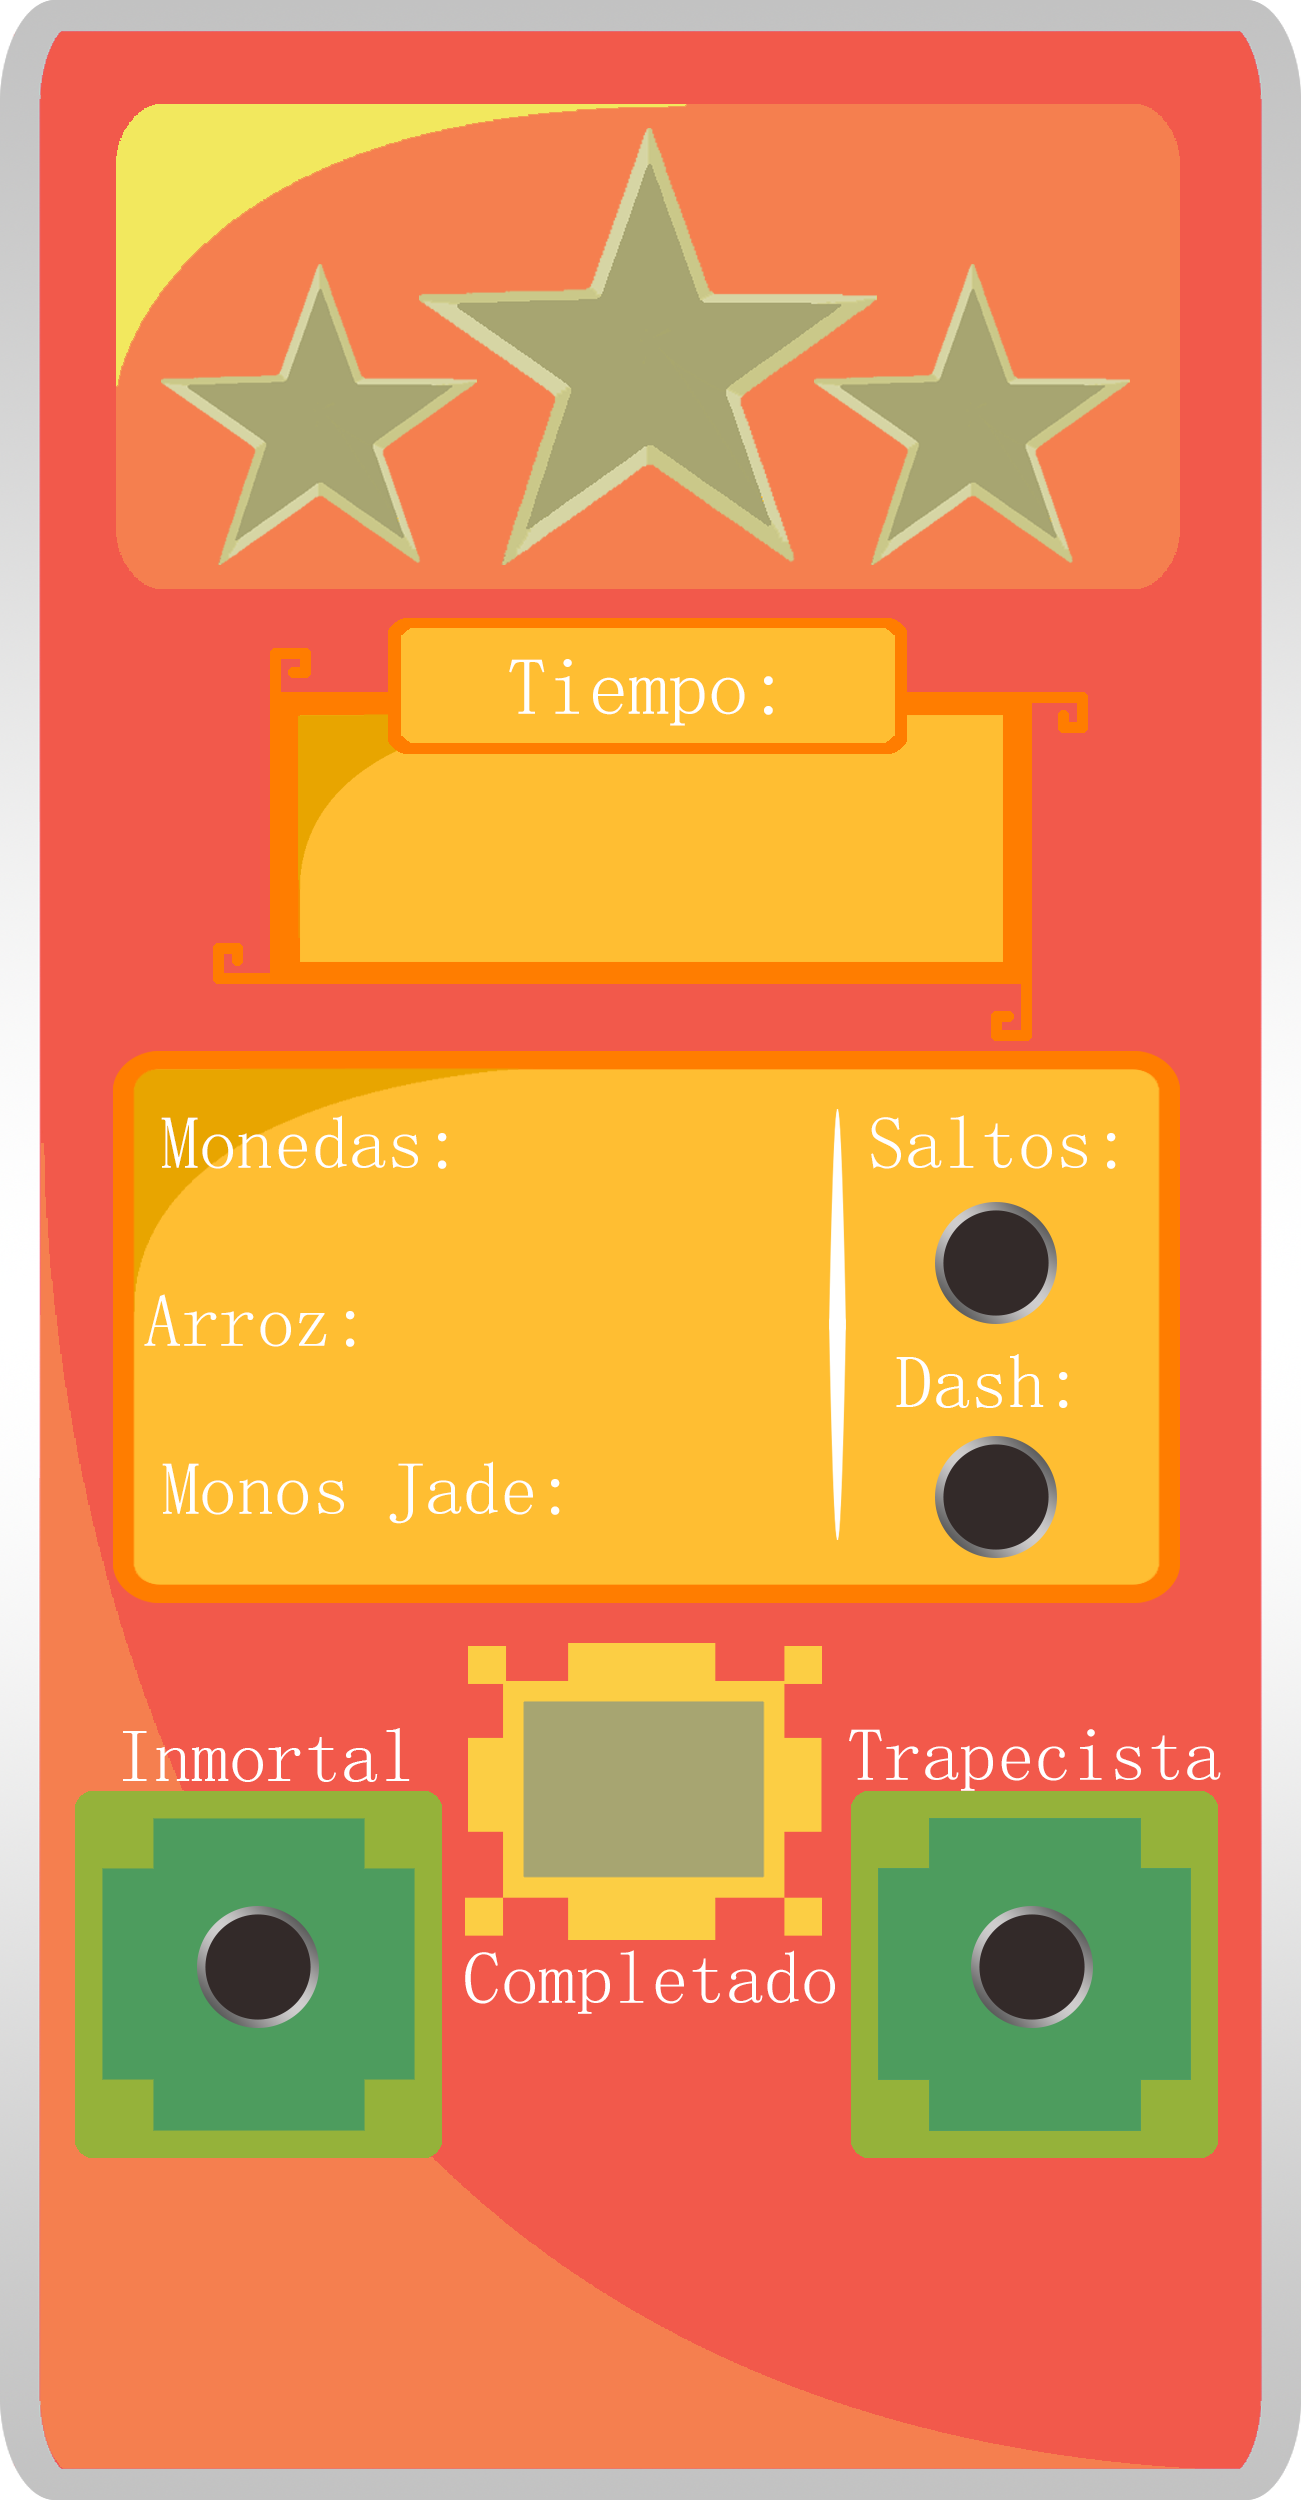 Tiempo:
Monedas:
Saltos:
Arroz:
Dash:
Monos Jade:
Inmortal
Trapecista
Completado